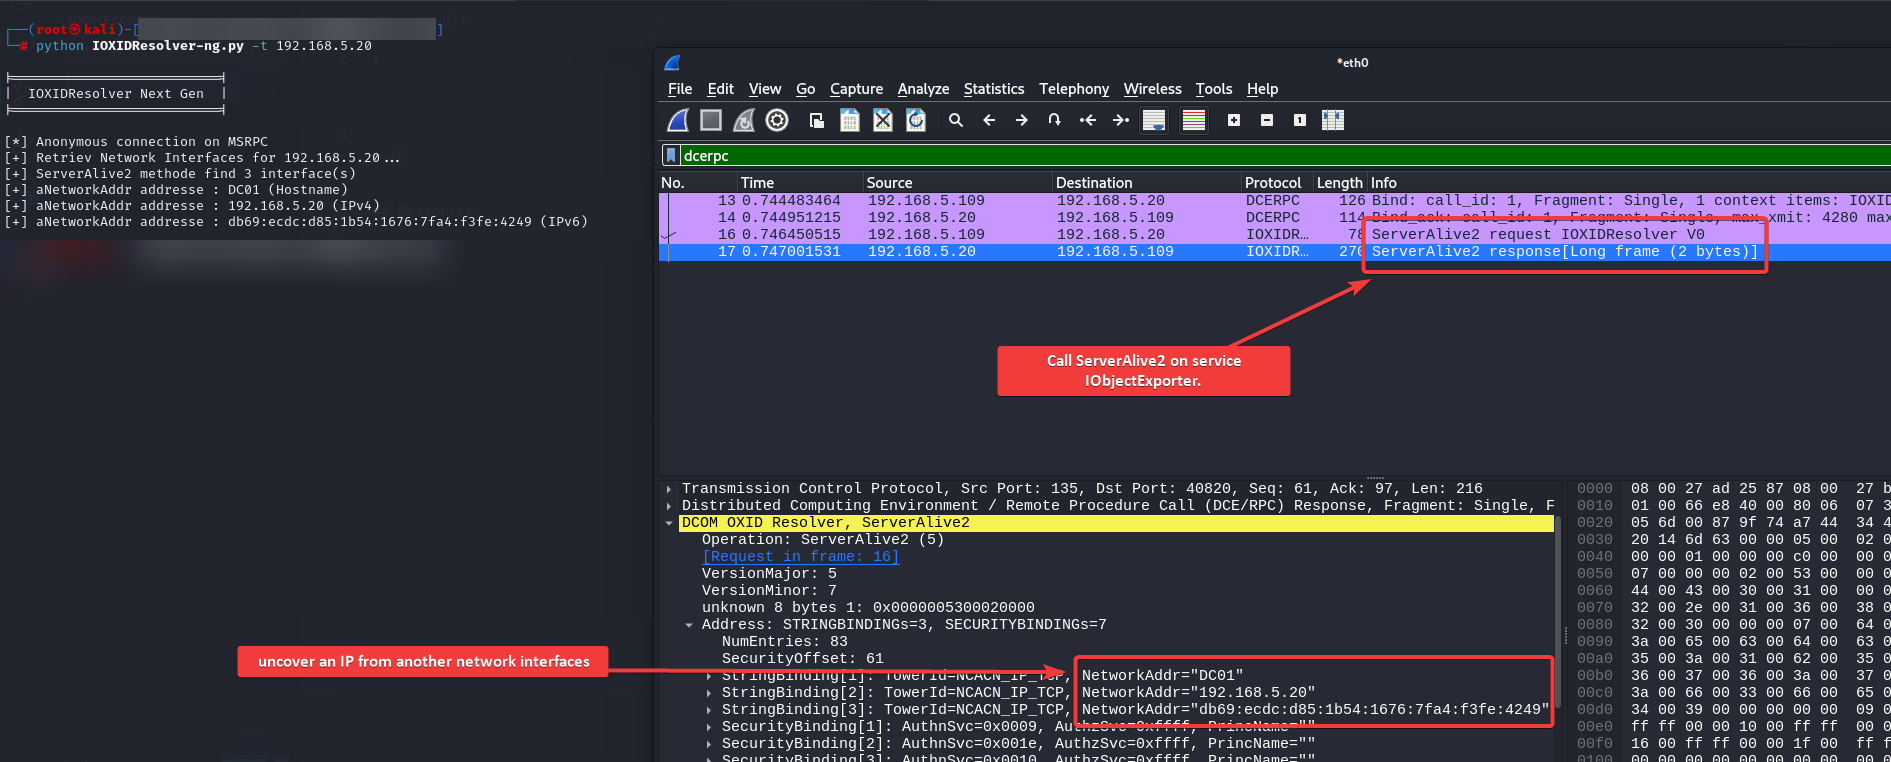 (root㉿kali)-[ ]
# python IOXIDResolver-ng.py -t 192.168.5.20
IOXIDResolver Next Gen
[*] Anonymous connection on MSRPC
[+] Retriev Network Interfaces for 192.168.5.20...
[+] ServerAlive2 methode find 3 interface(s)
[+] aNetworkAddr addresse : DC01 (Hostname)
[+] aNetworkAddr addresse : 192.168.5.20 (IPv4)
[+] aNetworkAddr addresse : db69:ecdc:d85:1b54:1676:7fa4:f3fe:4249 (IPv6)
*eth0
File Edit View Go Capture Analyze Statistics Telephony Wireless Tools Help
dcerpc
No. Time Source Destination Protocol Length Info
13 0.744483464 192.168.5.109 192.168.5.20 DCERPC 126 Bind: call_id: 1, Fragment: Single, 1 context items: IOXID
14 0.744951215 192.168.5.20 192.168.5.109 DCERPC 114 Bind_ack: call_id: 1, Fragment: Single, max_xmit: 4280 max
16 0.746450515 192.168.5.109 192.168.5.20 IOXIDR… 78 ServerAlive2 request IOXIDResolver V0
17 0.747001531 192.168.5.20 192.168.5.109 IOXIDR… 270 ServerAlive2 response[Long frame (2 bytes)]
Call ServerAlive2 on service
IObjectExporter.
Transmission Control Protocol, Src Port: 135, Dst Port: 40820, Seq: 61, Ack: 97, Len: 216
Distributed Computing Environment / Remote Procedure Call (DCE/RPC) Response, Fragment: Single, F
DCOM OXID Resolver, ServerAlive2
Operation: ServerAlive2 (5)
[Request in frame: 16]
VersionMajor: 5
VersionMinor: 7
unknown 8 bytes 1: 0x0000005300020000
Address: STRINGBINDINGs=3, SECURITYBINDINGs=7
NumEntries: 83
SecurityOffset: 61
StringBinding[1]: TowerId=NCACN_IP_TCP, NetworkAddr="DC01"
StringBinding[2]: TowerId=NCACN_IP_TCP, NetworkAddr="192.168.5.20"
StringBinding[3]: TowerId=NCACN_IP_TCP, NetworkAddr="db69:ecdc:d85:1b54:1676:7fa4:f3fe:4249"
SecurityBinding[1]: AuthnSvc=0x0009, AuthzSvc=0xffff, PrincName=""
SecurityBinding[2]: AuthnSvc=0x001e, AuthzSvc=0xffff, PrincName=""
SecurityBinding[3]: AuthnSvc=0x0010, AuthzSvc=0xffff, PrincName=""
uncover an IP from another network interfaces
0000 08 00 27 ad 25 87 08 00 27 b
0010 01 00 66 e8 40 00 80 06 07 3
0020 05 6d 00 87 9f 74 a7 44 34 4
0030 20 14 6d 63 00 00 05 00 02 0
0040 00 00 01 00 00 00 c0 00 00 0
0050 07 00 00 00 02 00 53 00 00 0
0060 44 00 43 00 30 00 31 00 00 0
0070 32 00 2e 00 31 00 36 00 38 0
0080 32 00 30 00 00 00 07 00 64 0
0090 3a 00 65 00 63 00 64 00 63 0
00a0 35 00 3a 00 31 00 62 00 35 0
00b0 36 00 37 00 36 00 3a 00 37 0
00c0 3a 00 66 00 33 00 66 00 65 0
00d0 34 00 39 00 00 00 00 00 09 0
00e0 ff ff 00 00 10 00 ff ff 00 0
00f0 16 00 ff ff 00 00 1f 00 ff f
0100 00 00 00 00 00 00 00 00 00 0